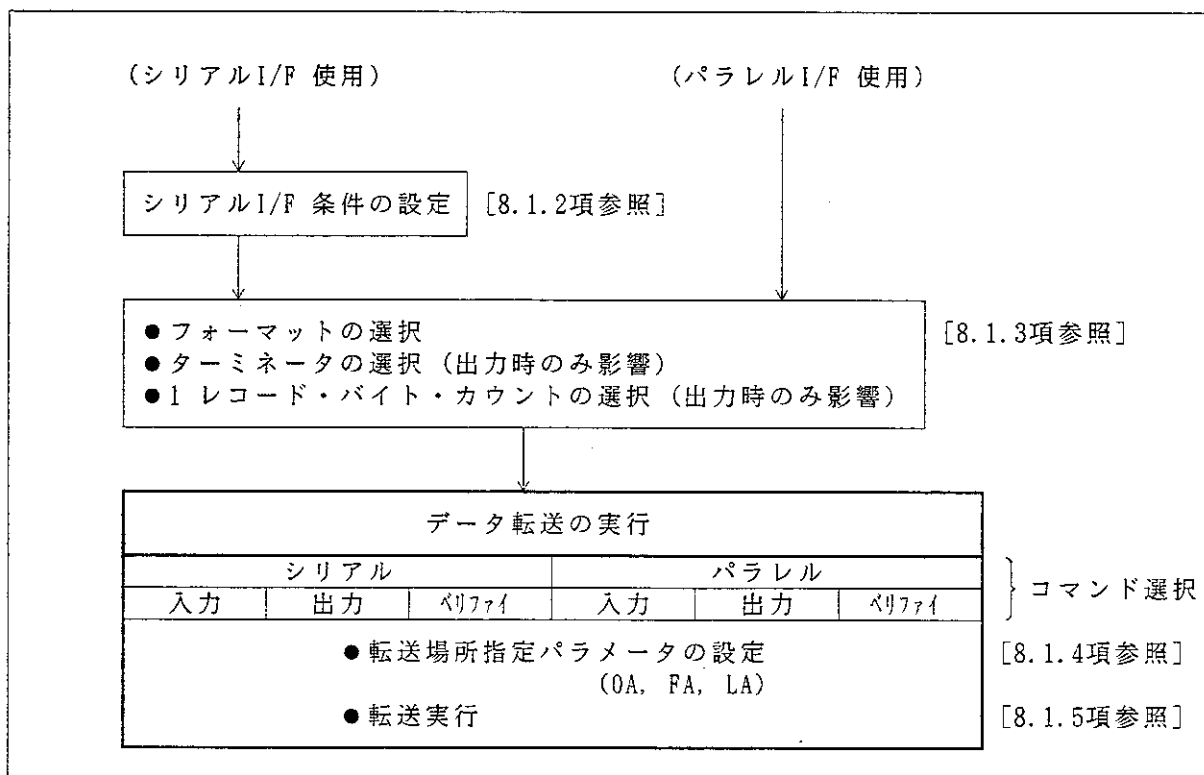 (シリアルI/F 使用) (パラレルI/F 使用)
シリアルI/F 条件の設定 [8.1.2項参照]
●フォーマットの選択 [8.1.3項参照]
●ターミネータの選択 (出力時のみ影響)
●1 レコード・バイト・カウントの選択 (出力時のみ影響)
データ転送の実行
シリアル パラレル
コマンド選択
入力 出力 ベリファイ 入力 出力 ベリファイ
●転送場所指定パラメータの設定 [8.1.4項参照]
(OA, FA, LA)
●転送実行 [8.1.5項参照]